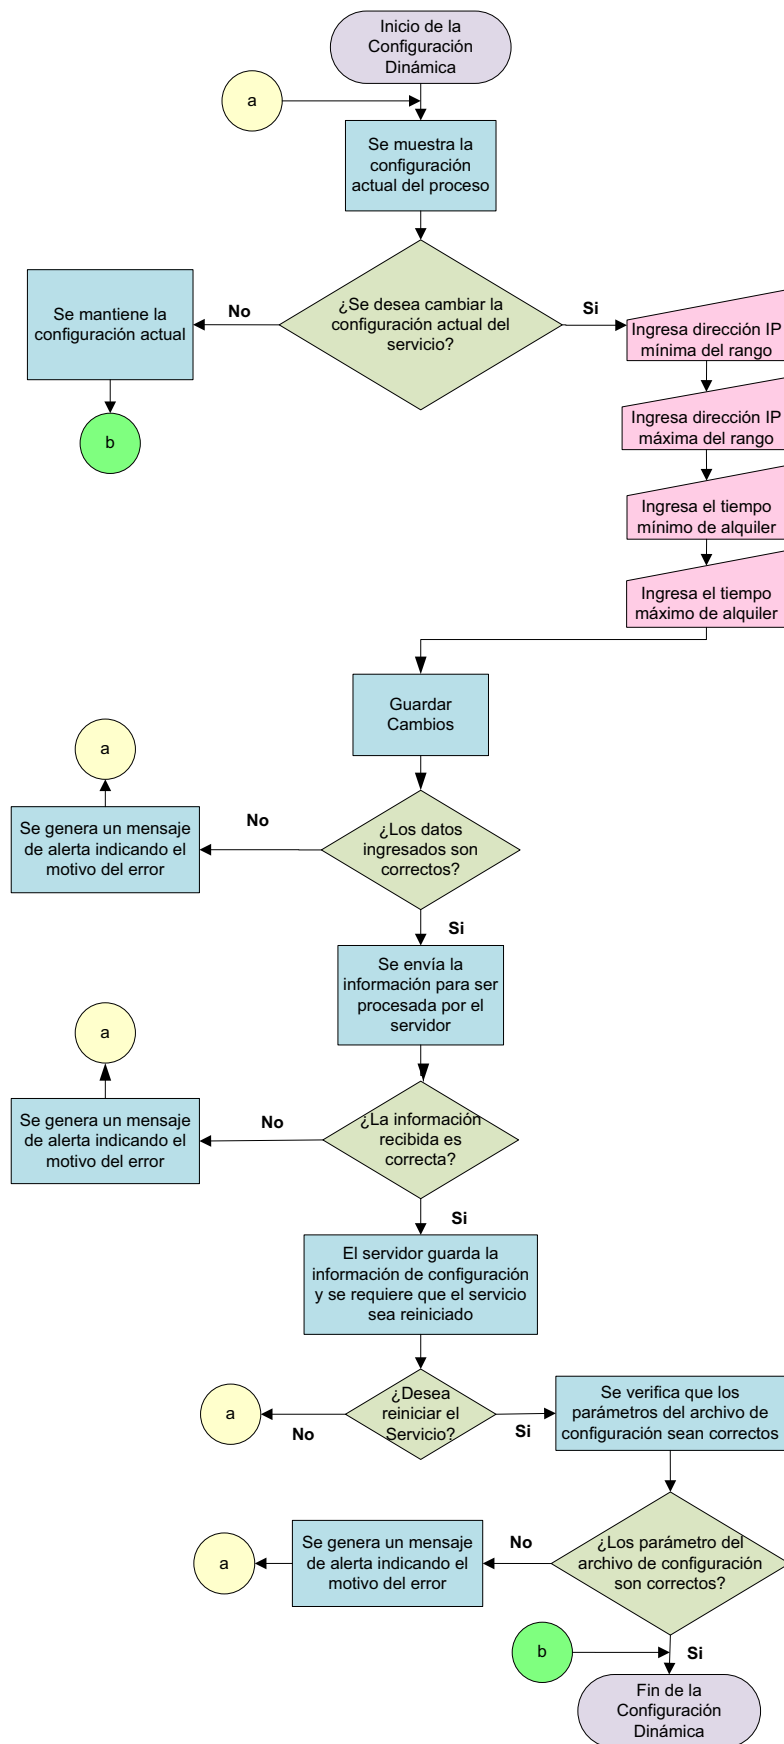 Inicio de la
Configuración
Dinámica
a
Se muestra la
configuración
actual del proceso
¿Se desea cambiar la
configuración actual del
servicio?
No
Si
Se mantiene la
configuración actual
b
Ingresa dirección IP
mínima del rango
Ingresa dirección IP
máxima del rango
Ingresa el tiempo
mínimo de alquiler
Ingresa el tiempo
máximo de alquiler
Guardar
Cambios
¿Los datos
ingresados son
correctos?
No
Se genera un mensaje
de alerta indicando el
motivo del error
a
Si
Se envía la
información para ser
procesada por el
servidor
¿La información
recibida es
correcta?
No
Se genera un mensaje
de alerta indicando el
motivo del error
a
Si
El servidor guarda la
información de configuración
y se requiere que el servicio
sea reiniciado
¿Desea
reiniciar el
Servicio?
No
a
Si
Se verifica que los
parámetros del archivo de
configuración sean correctos
¿Los parámetro del
archivo de configuración
son correctos?
No
Se genera un mensaje
de alerta indicando el
motivo del error
a
Si
b
Fin de la
Configuración
Dinámica